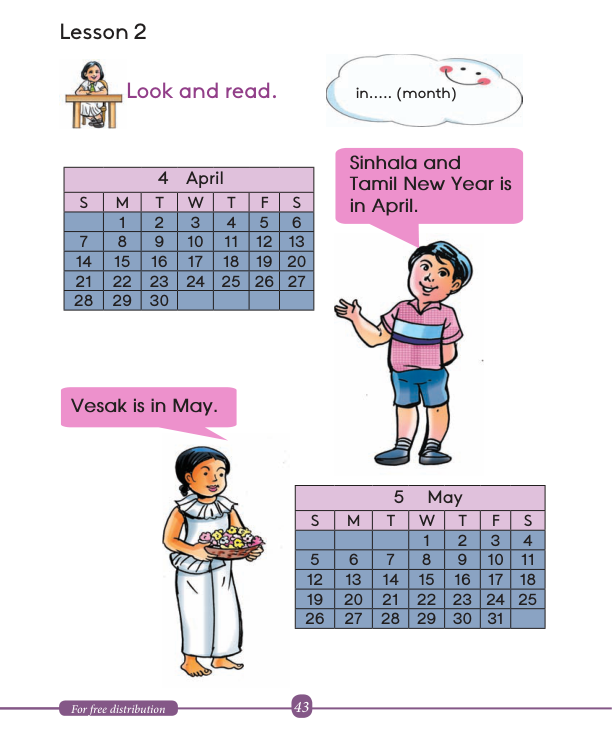 Lesson 2
Look and read.
in..... (month)
Sinhala and
Tamil New Year is
in April.
4 April
S M T W T F S
1 2 3 4 5 6
7 8 9 10 11 12 13
14 15 16 17 18 19 20
21 22 23 24 25 26 27
28 29 30
Vesak is in May.
5 May
S M T W T F S
1 2 3 4
5 6 7 8 9 10 11
12 13 14 15 16 17 18
19 20 21 22 23 24 25
26 27 28 29 30 31
For free distribution
43